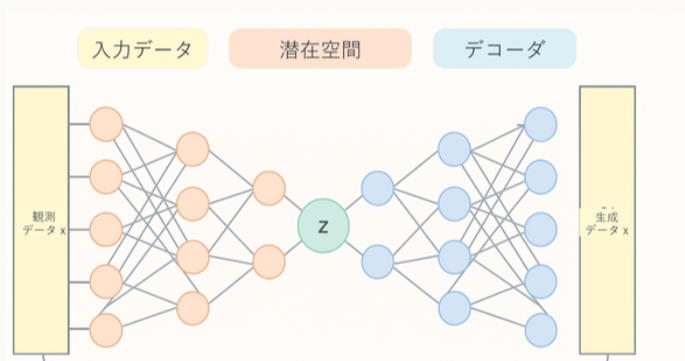 入力データ
潜在空間
デコーダ
観測
データ x
z
生成
データ x